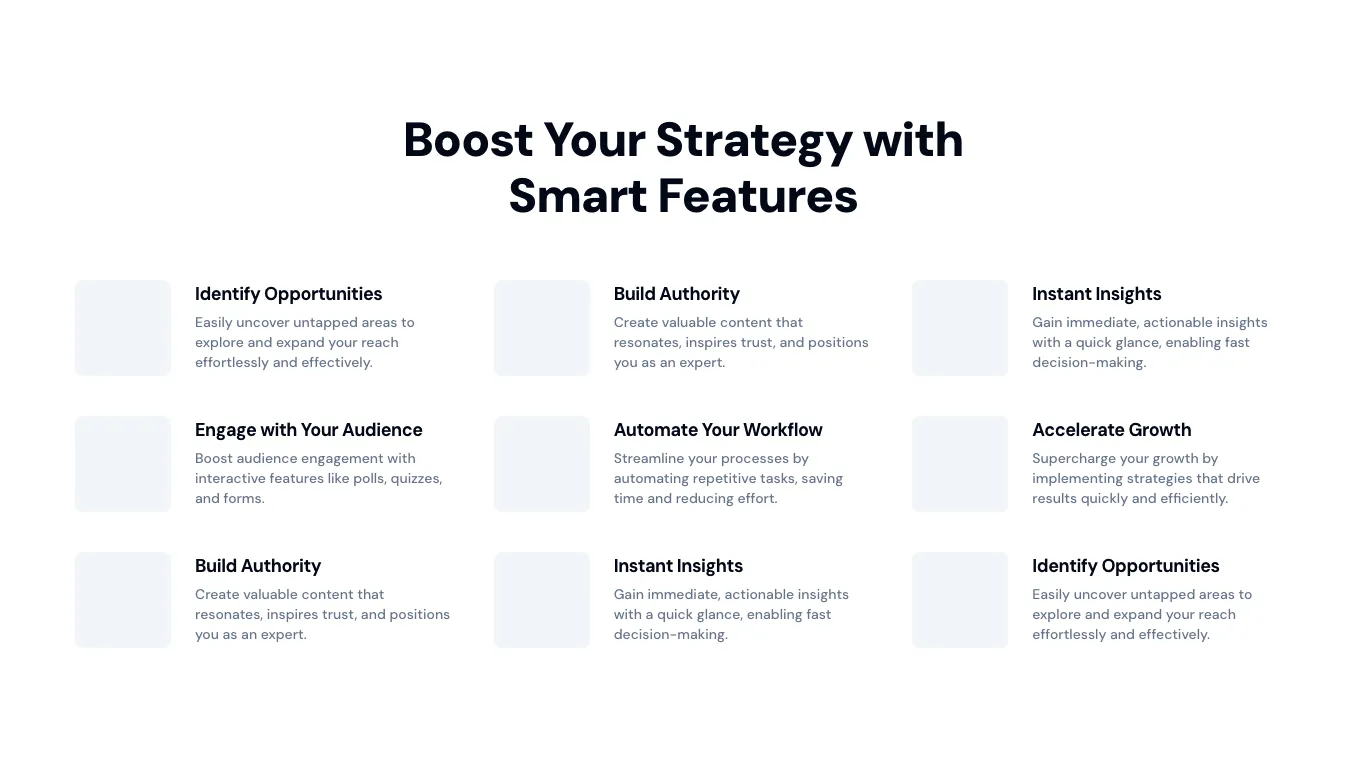 Boost Your Strategy with
Smart Features
Identify Opportunities
Easily uncover untapped areas to
explore and expand your reach
effortlessly and effectively.
Build Authority
Create valuable content that
resonates, inspires trust, and positions
you as an expert.
Instant Insights
Gain immediate, actionable insights
with a quick glance, enabling fast
decision-making.
Engage with Your Audience
Boost audience engagement with
interactive features like polls, quizzes,
and forms.
Automate Your Workflow
Streamline your processes by
automating repetitive tasks, saving
time and reducing effort.
Accelerate Growth
Supercharge your growth by
implementing strategies that drive
results quickly and efficiently.
Build Authority
Create valuable content that
resonates, inspires trust, and positions
you as an expert.
Instant Insights
Gain immediate, actionable insights
with a quick glance, enabling fast
decision-making.
Identify Opportunities
Easily uncover untapped areas to
explore and expand your reach
effortlessly and effectively.